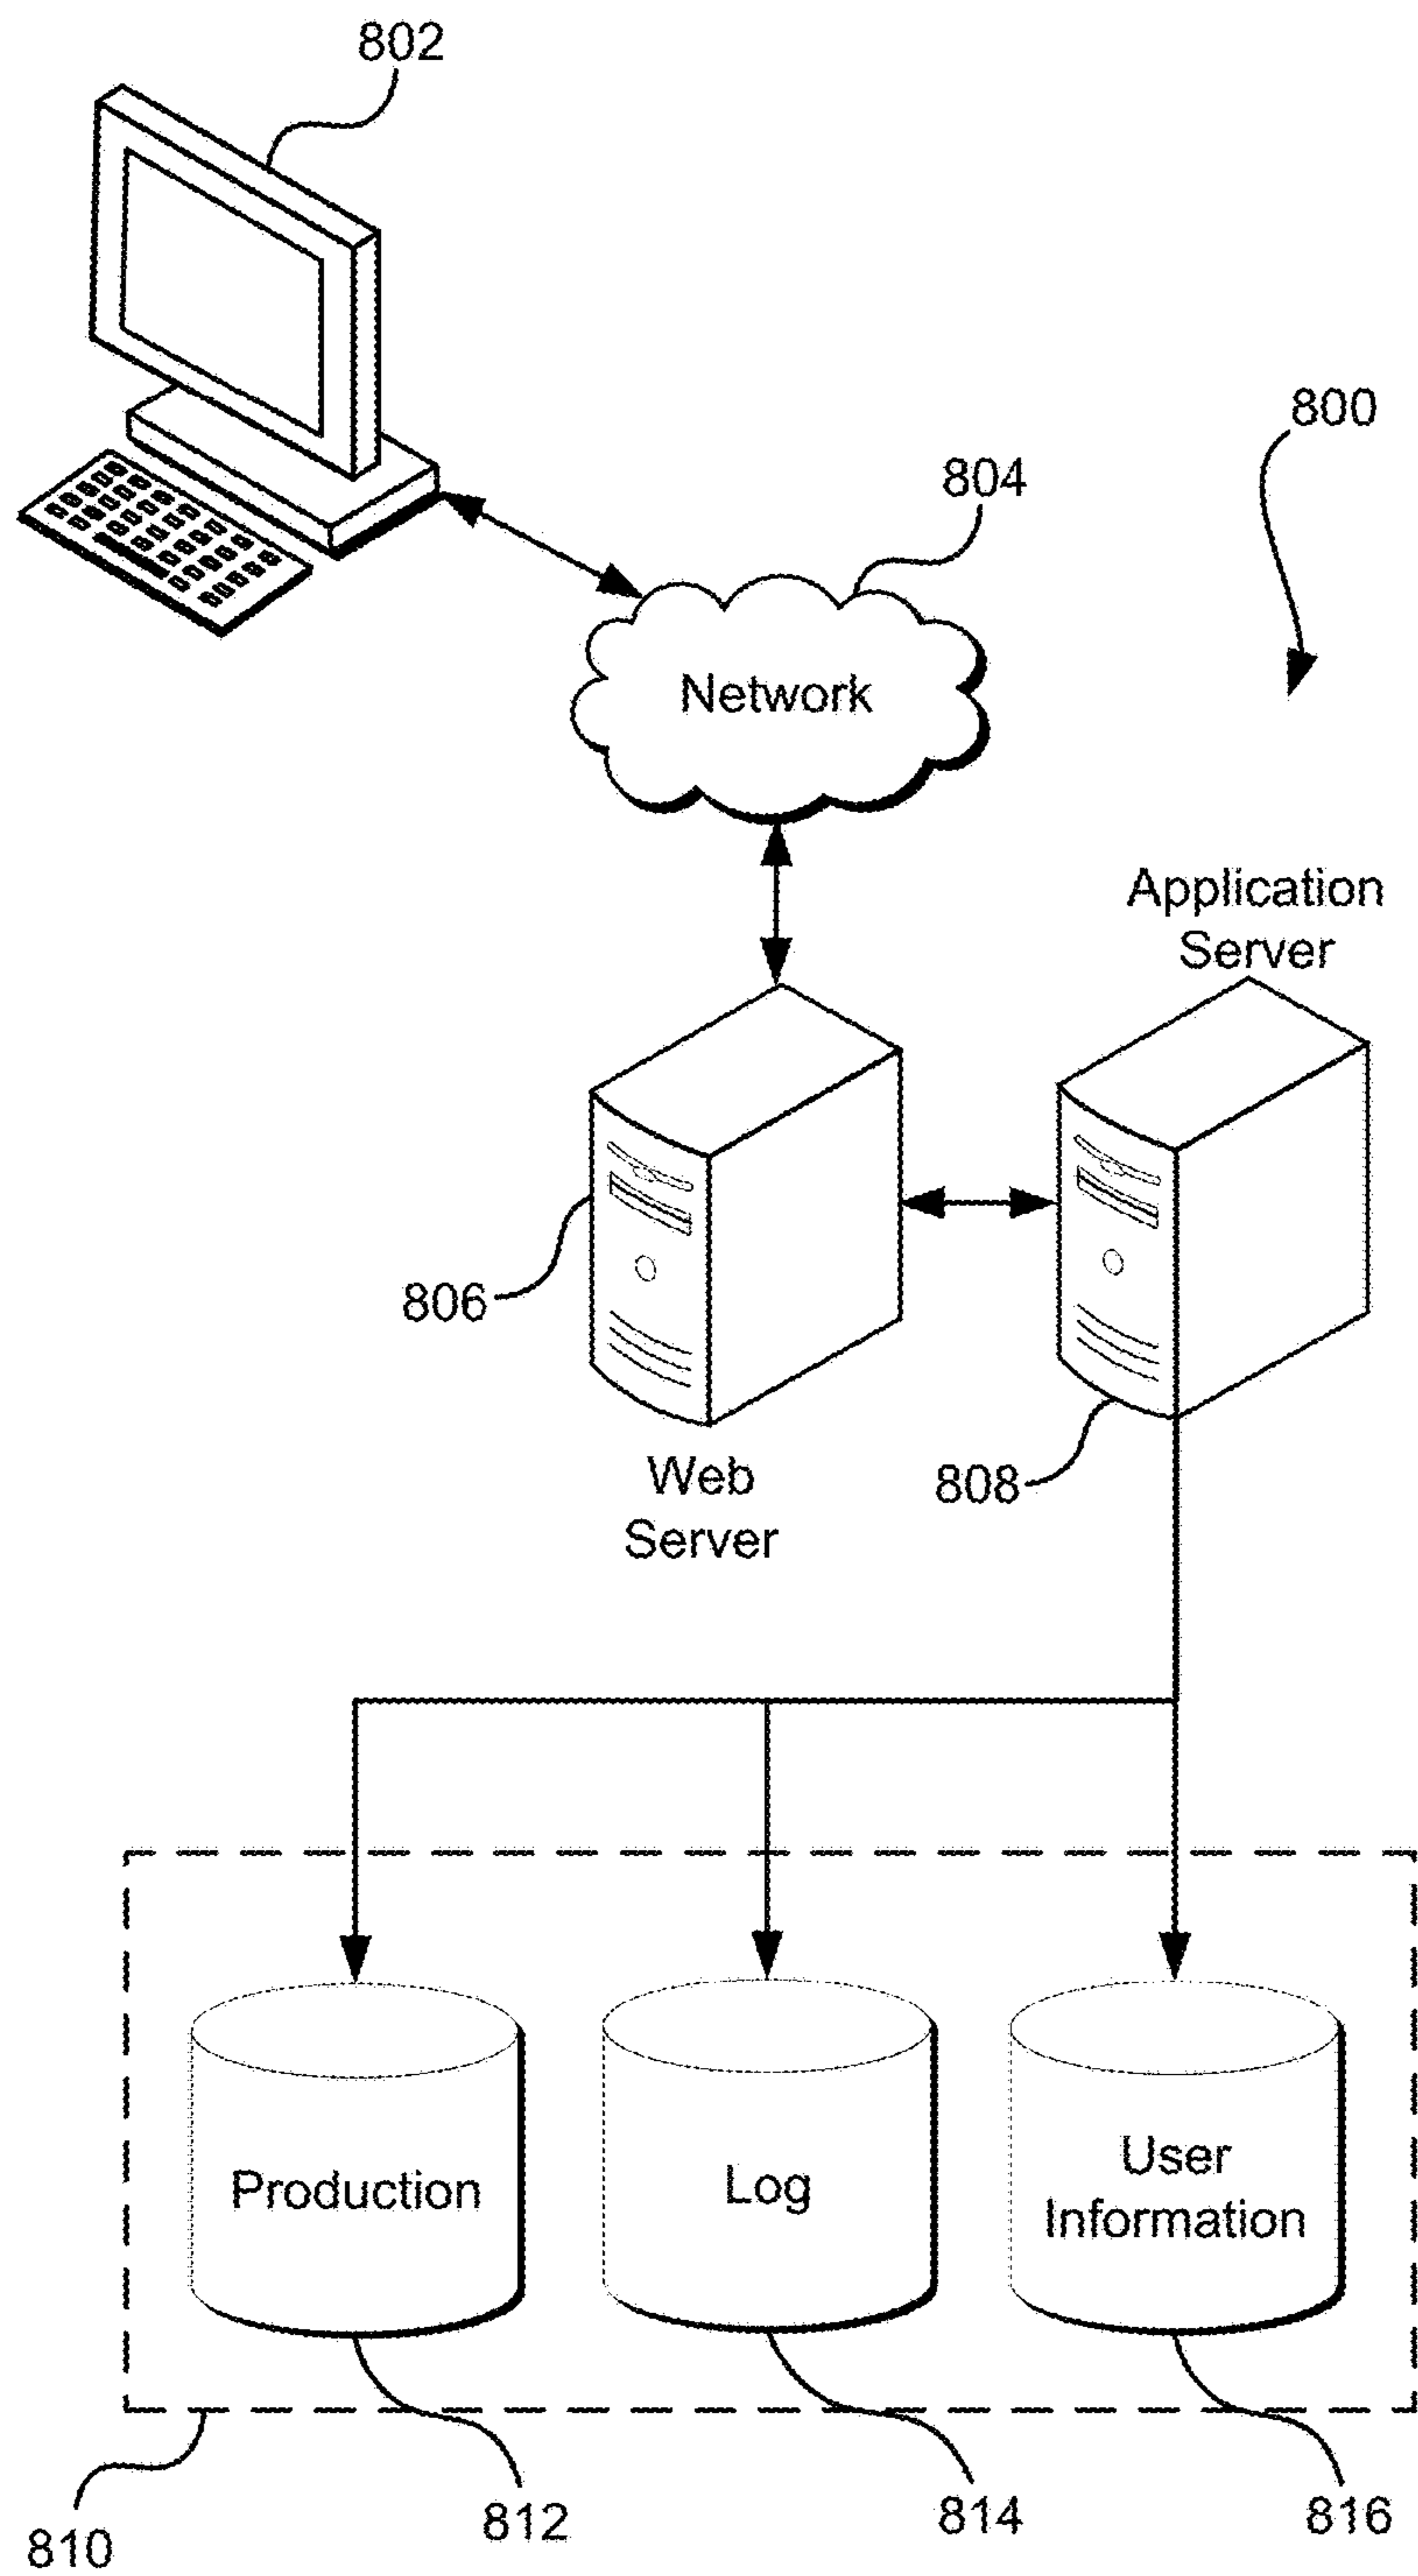 802
800
804
Network
Application
Server
806
Web
Server
808
Production
Log
User
Information
810
812
814
816